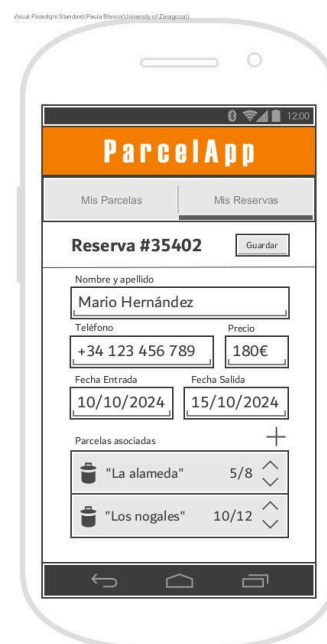 Visual Paradigm Standard(Paula Blasco(University of Zaragoza))
12:00
ParcelApp
Mis Parcelas
Mis Reservas
Reserva #35402
Guardar
Nombre y apellido
Mario Hernández
Teléfono
Precio
+34 123 456 789
180€
Fecha Entrada
Fecha Salida
10/10/2024
15/10/2024
Parcelas asociadas
"La alameda"
5/8
"Los nogales"
10/12